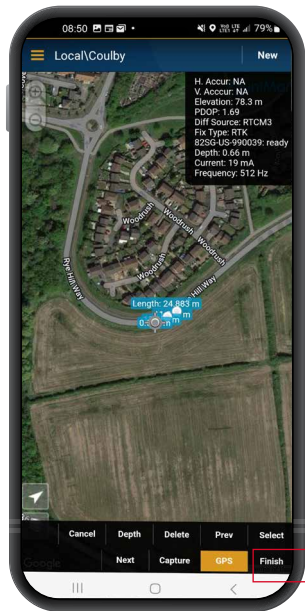 08:50
79%
Local\Coulby
New
H. Accur: NA
V. Acccur: NA
Elevation: 78.3 m
PDOP: 1.69
Diff Source: RTCM3
Fix Type: RTK
82SG-US-990039: ready
Depth: 0.66 m
Current: 19 mA
Frequency: 512 Hz
Woodrush
Woodrush
Woodrush
Rye Hill Way
Hill Way
Length: 24.883 m
m
Cancel Depth Delete Prev Select
Google
Next Capture GPS Finish